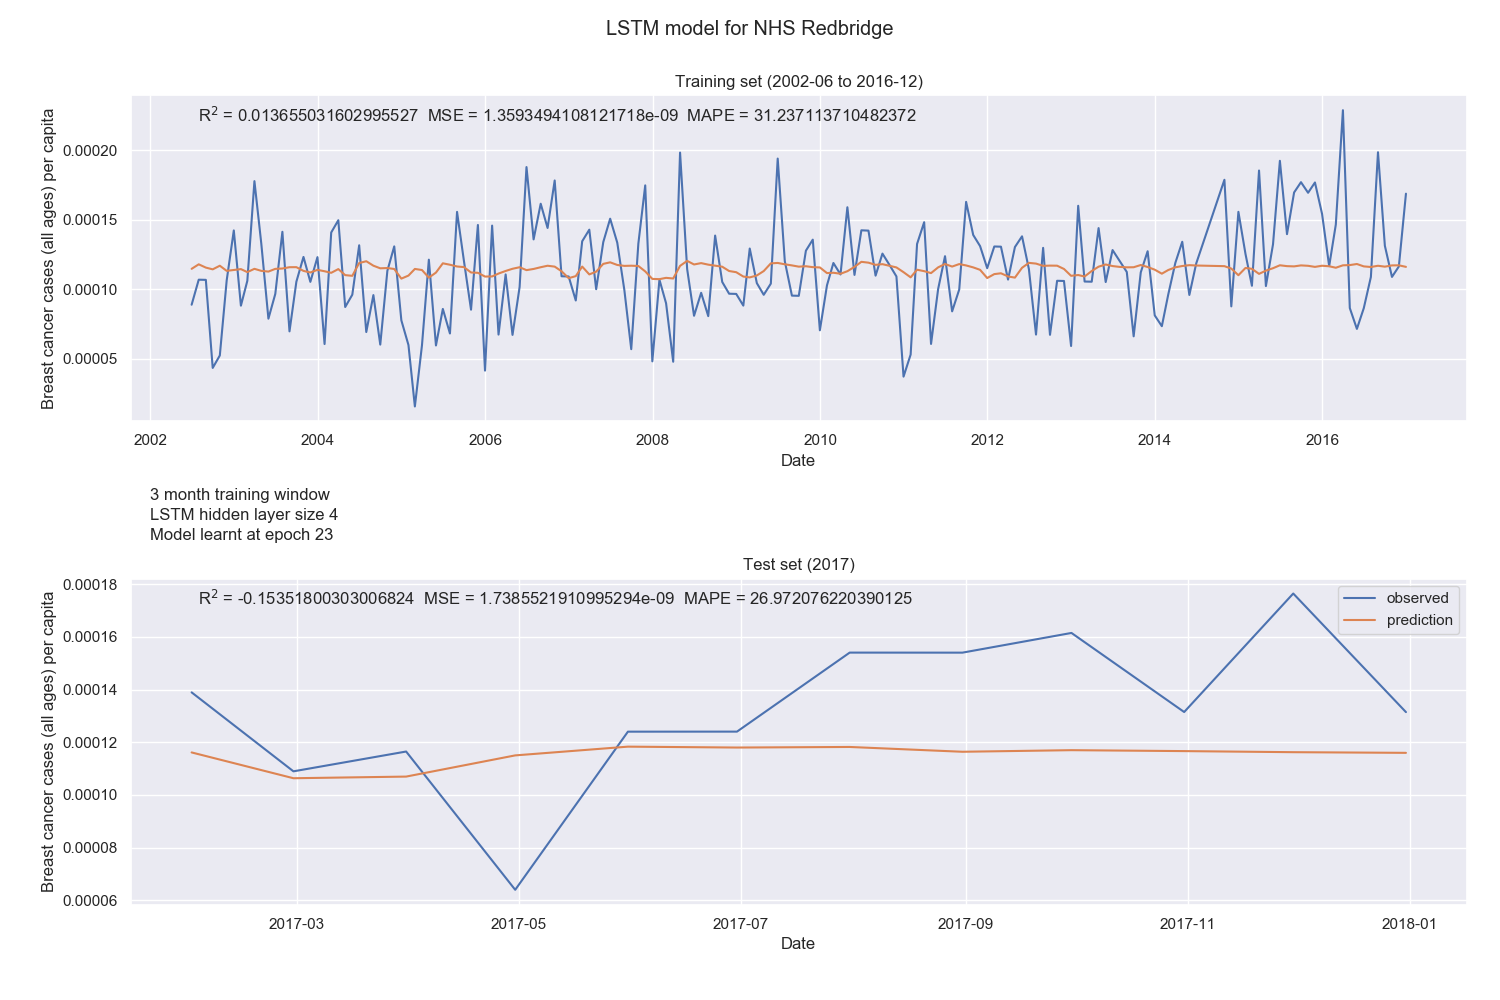 LSTM model for NHS Redbridge
Training set (2002-06 to 2016-12)
R² = 0.013655031602995527 MSE = 1.3593494108121718e-09 MAPE = 31.237113710482372
Breast cancer cases (all ages) per capita
0.00020
0.00015
0.00010
0.00005
2002 2004 2006 2008 2010 2012 2014 2016
Date
3 month training window
LSTM hidden layer size 4
Model learnt at epoch 23
Test set (2017)
R² = -0.15351800303006824 MSE = 1.7385521910995294e-09 MAPE = 26.972076220390125
observed
prediction
Breast cancer cases (all ages) per capita
0.00018
0.00016
0.00014
0.00012
0.00010
0.00008
0.00006
2017-03 2017-05 2017-07 2017-09 2017-11 2018-01
Date